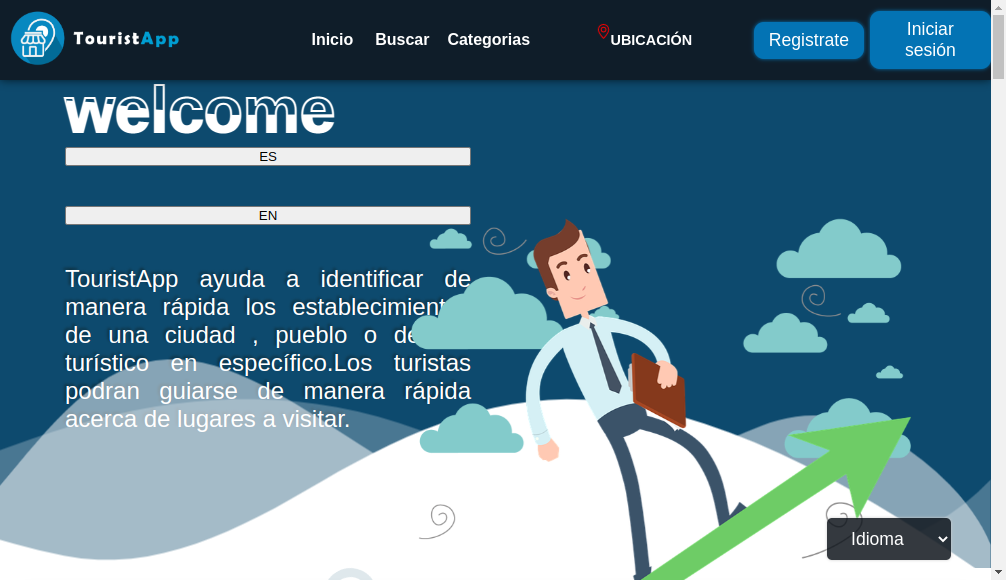 TouristApp
Inicio
Buscar
Categorias
UBICACIÓN
Registrate
Iniciar
sesión
welcome
ES
EN
TouristApp ayuda a identificar de
manera rápida los establecimient
de una ciudad , pueblo o de
turístico en específico.Los turistas
podran guiarse de manera rápida
acerca de lugares a visitar.
Idioma